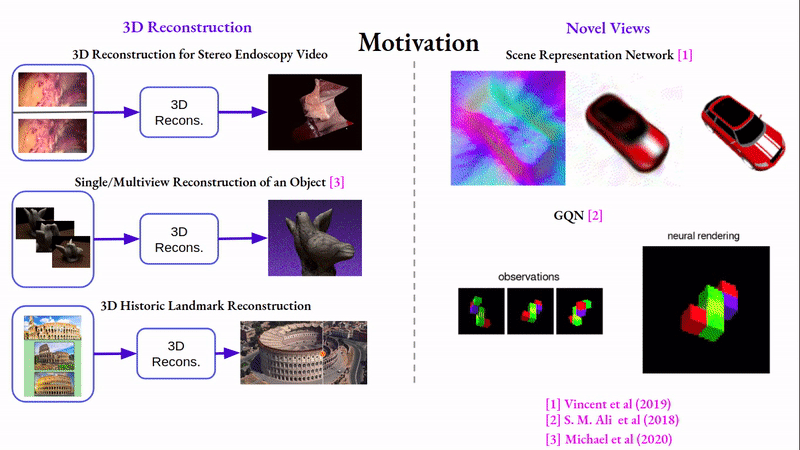 Motivation
3D Reconstruction
3D Reconstruction for Stereo Endoscopy Video
3D
Recons.
Single/Multiview Reconstruction of an Object [3]
3D
Recons.
3D Historic Landmark Reconstruction
3D
Recons.
Novel Views
Scene Representation Network [1]
GQN [2]
observations
neural rendering
[1] Vincent et al (2019)
[2] S. M. Ali et al (2018)
[3] Michael et al (2020)